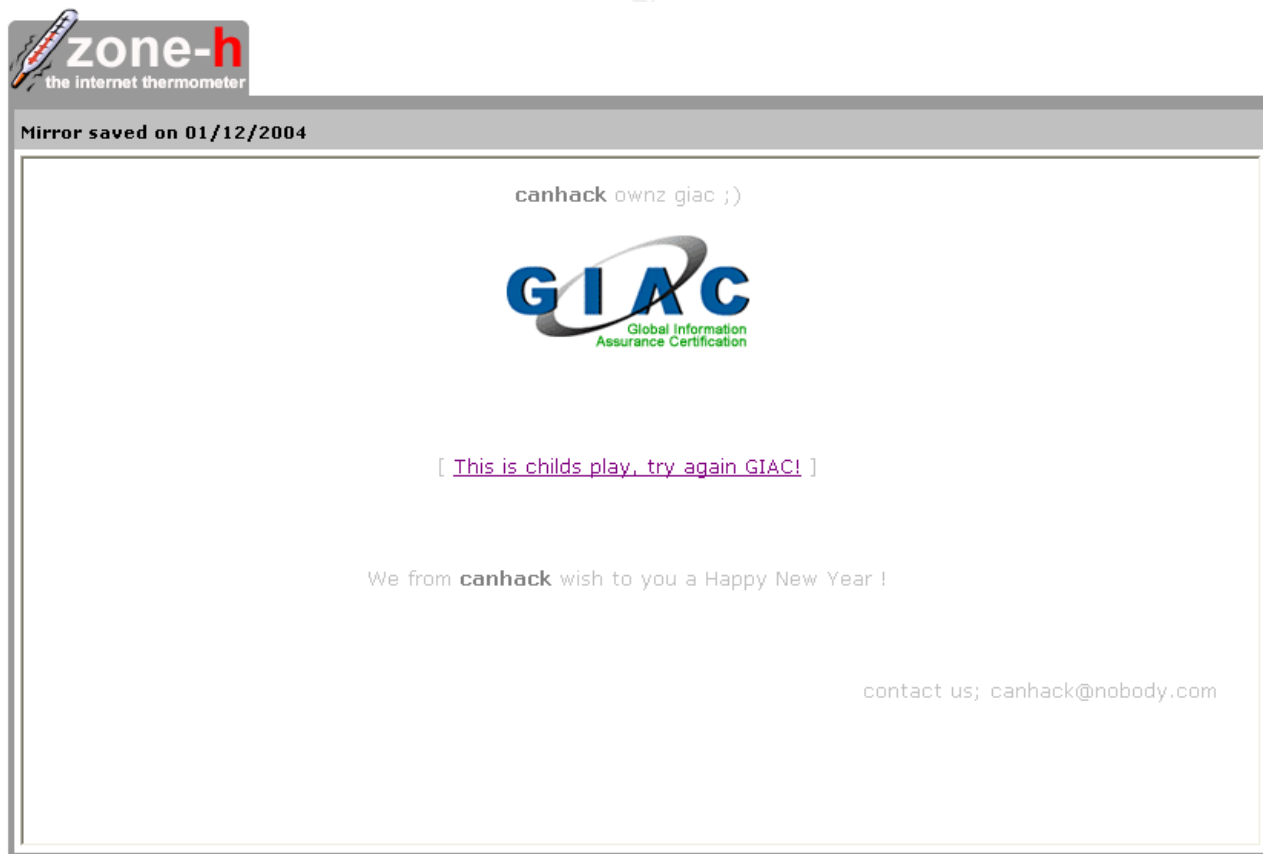 zone-h
the internet thermometer
Mirror saved on 01/12/2004
canhack ownz giac ;)
GIAC
Global Information
Assurance Certification
[ This is childs play, try again GIAC! ]
We from canhack wish to you a Happy New Year !
contact us; canhack@nobody.com